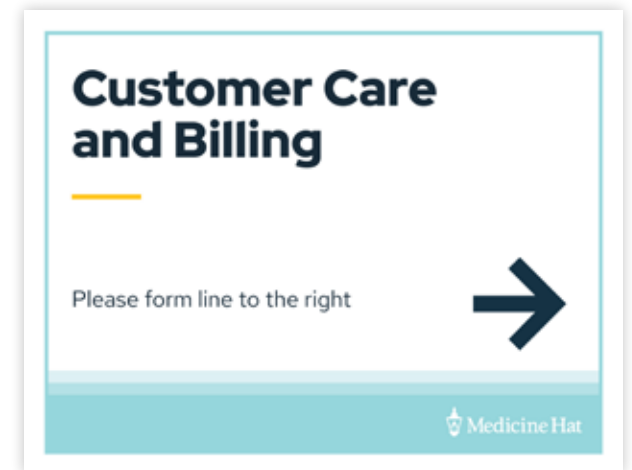 Customer Care
and Billing
Please form line to the right
Medicine Hat